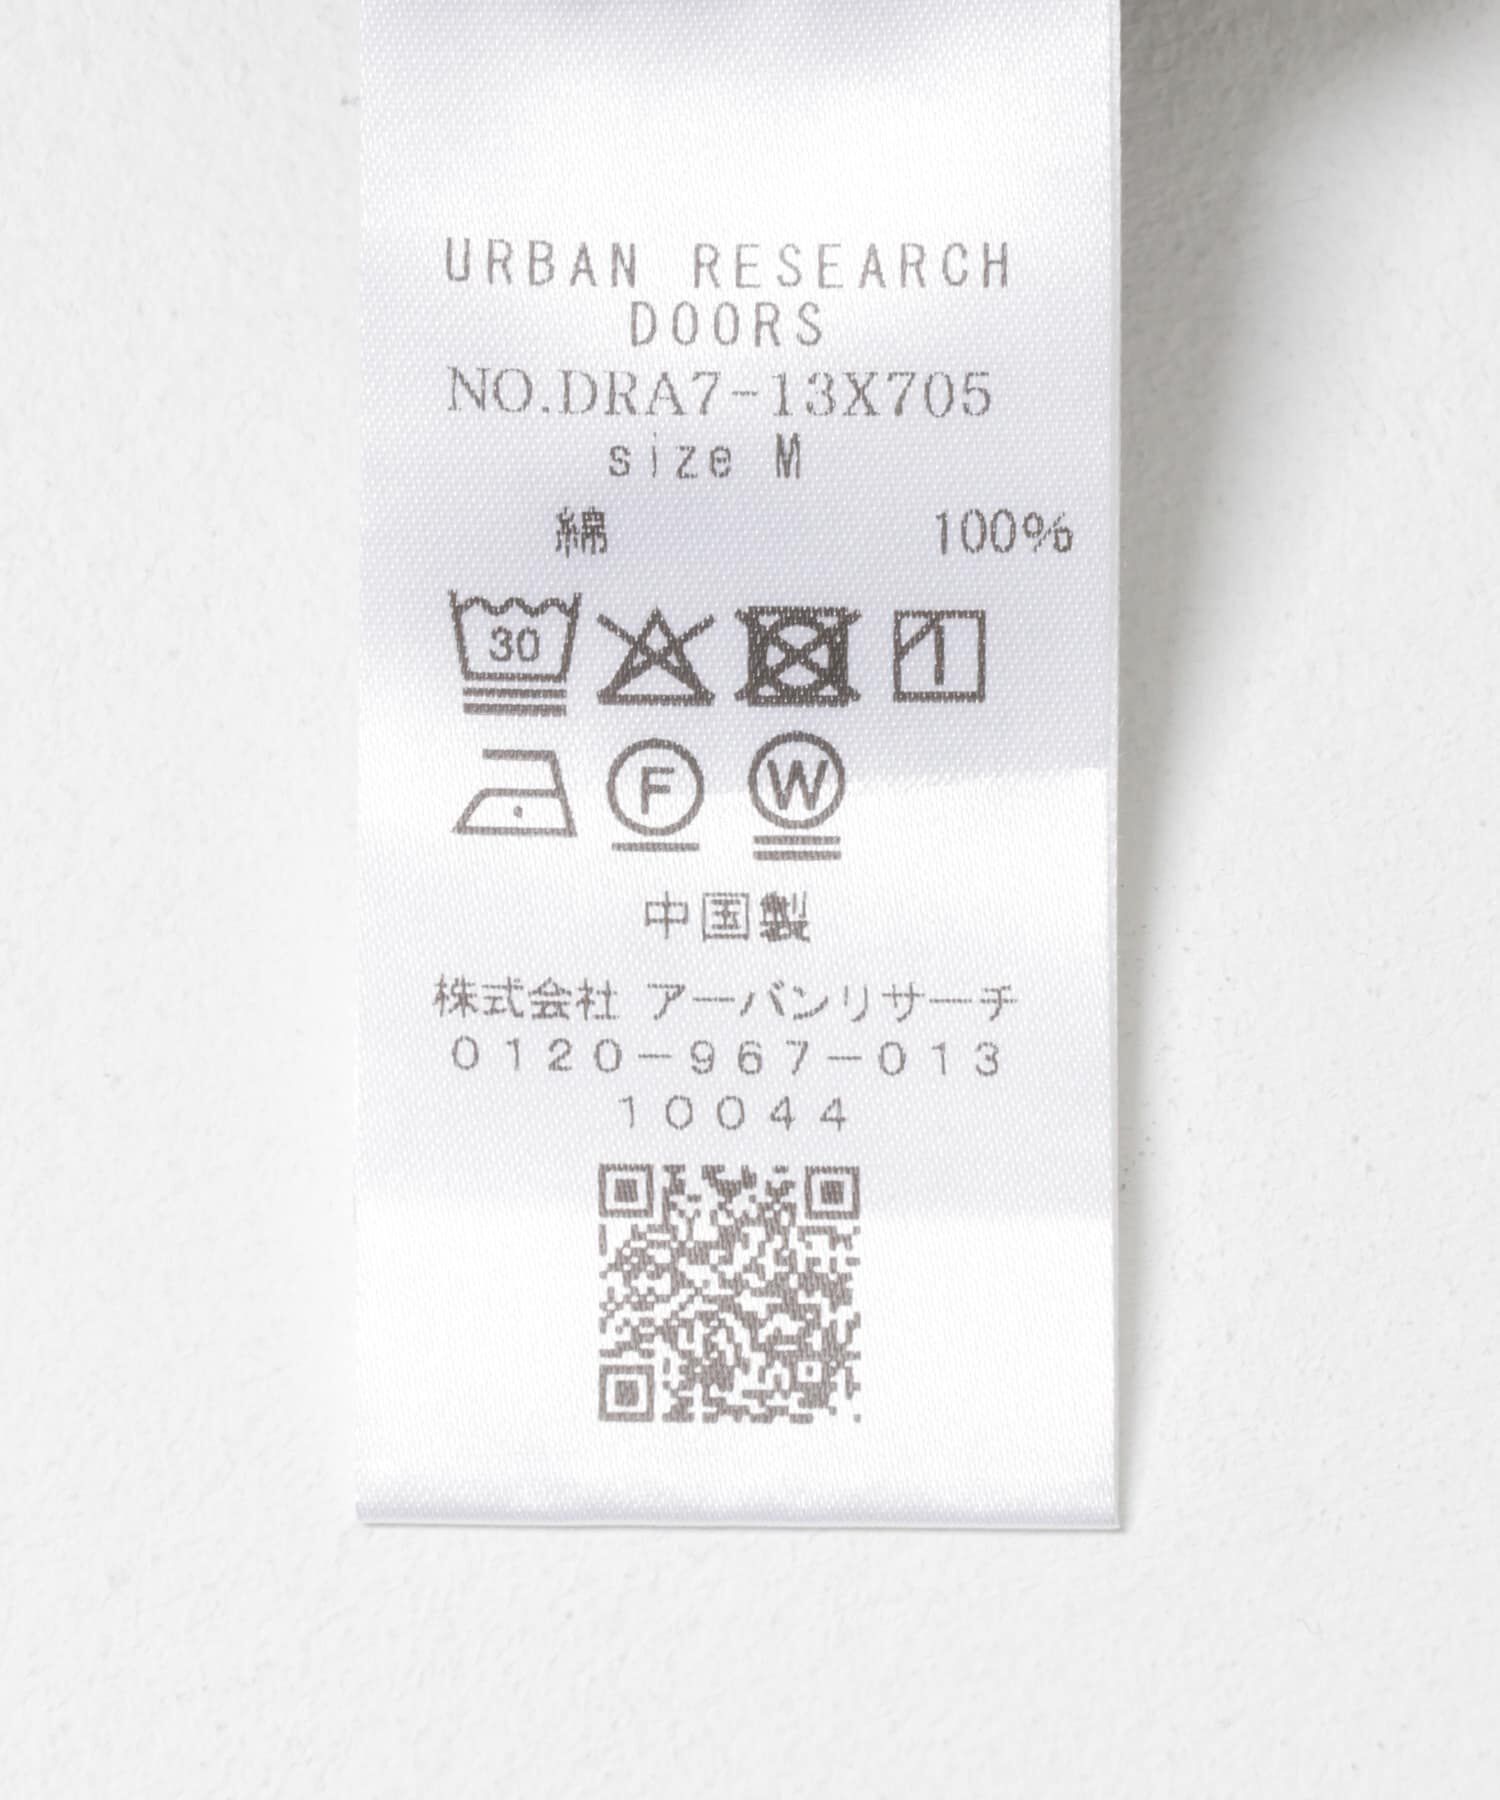 URBAN RESEARCH
DOORS
NO.DRA7-13X705
size M
綿 100%
30
F W
中国製
株式会社 アーバンリサーチ
0120-967-013
10044